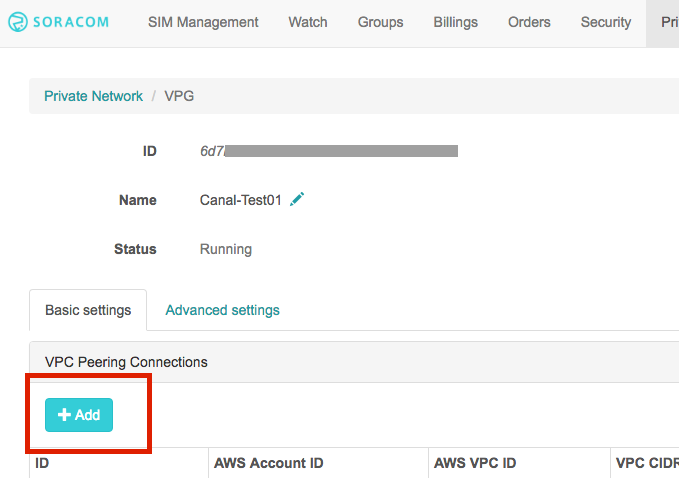 SORACOM SIM Management Watch Groups Billings Orders Security Pri
Private Network / VPG
ID 6d7
Name Canal-Test01
Status Running
Basic settings Advanced settings
VPC Peering Connections
Add
ID AWS Account ID AWS VPC ID VPC CIDR